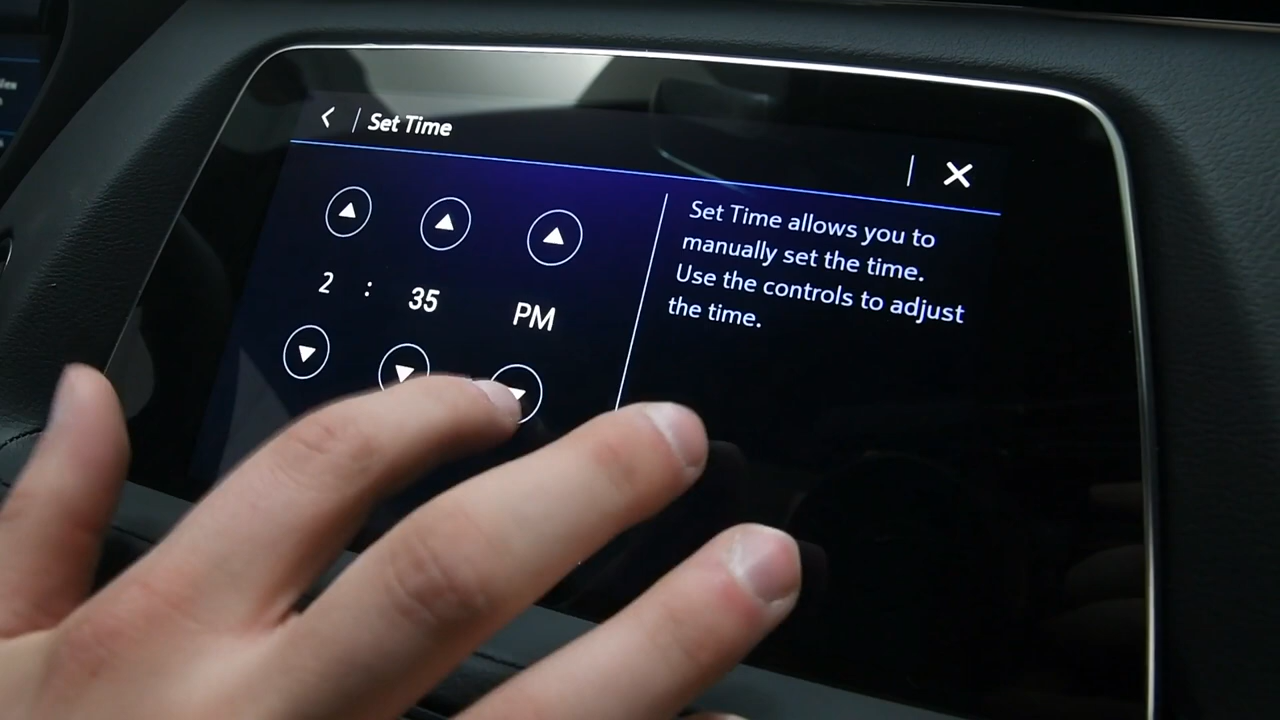 Set Time
2 : 35 PM
Set Time allows you to
manually set the time.
Use the controls to adjust
the time.